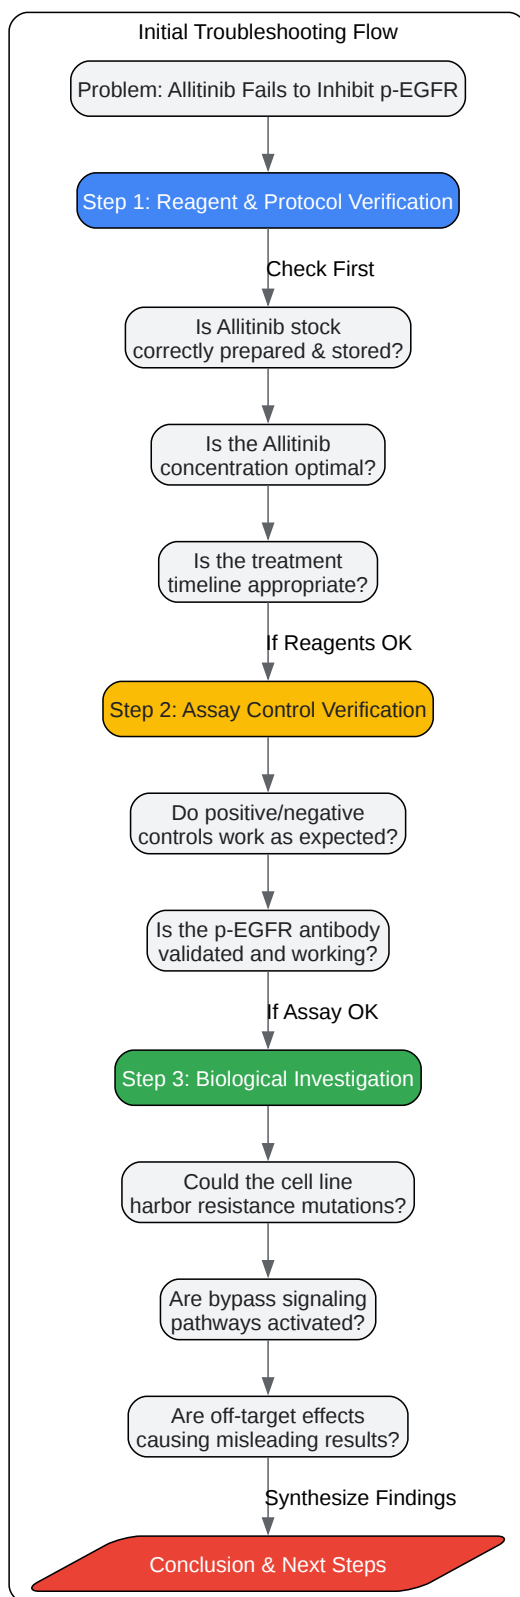 Initial Troubleshooting Flow
Problem: Allitinib Fails to Inhibit p-EGFR
Step 1: Reagent & Protocol Verification
Check First
Is Allitinib stock
correctly prepared & stored?
Is the Allitinib
concentration optimal?
Is the treatment
timeline appropriate?
If Reagents OK
Step 2: Assay Control Verification
Do positive/negative
controls work as expected?
Is the p-EGFR antibody
validated and working?
If Assay OK
Step 3: Biological Investigation
Could the cell line
harbor resistance mutations?
Are bypass signaling
pathways activated?
Are off-target effects
causing misleading results?
Synthesize Findings
Conclusion & Next Steps